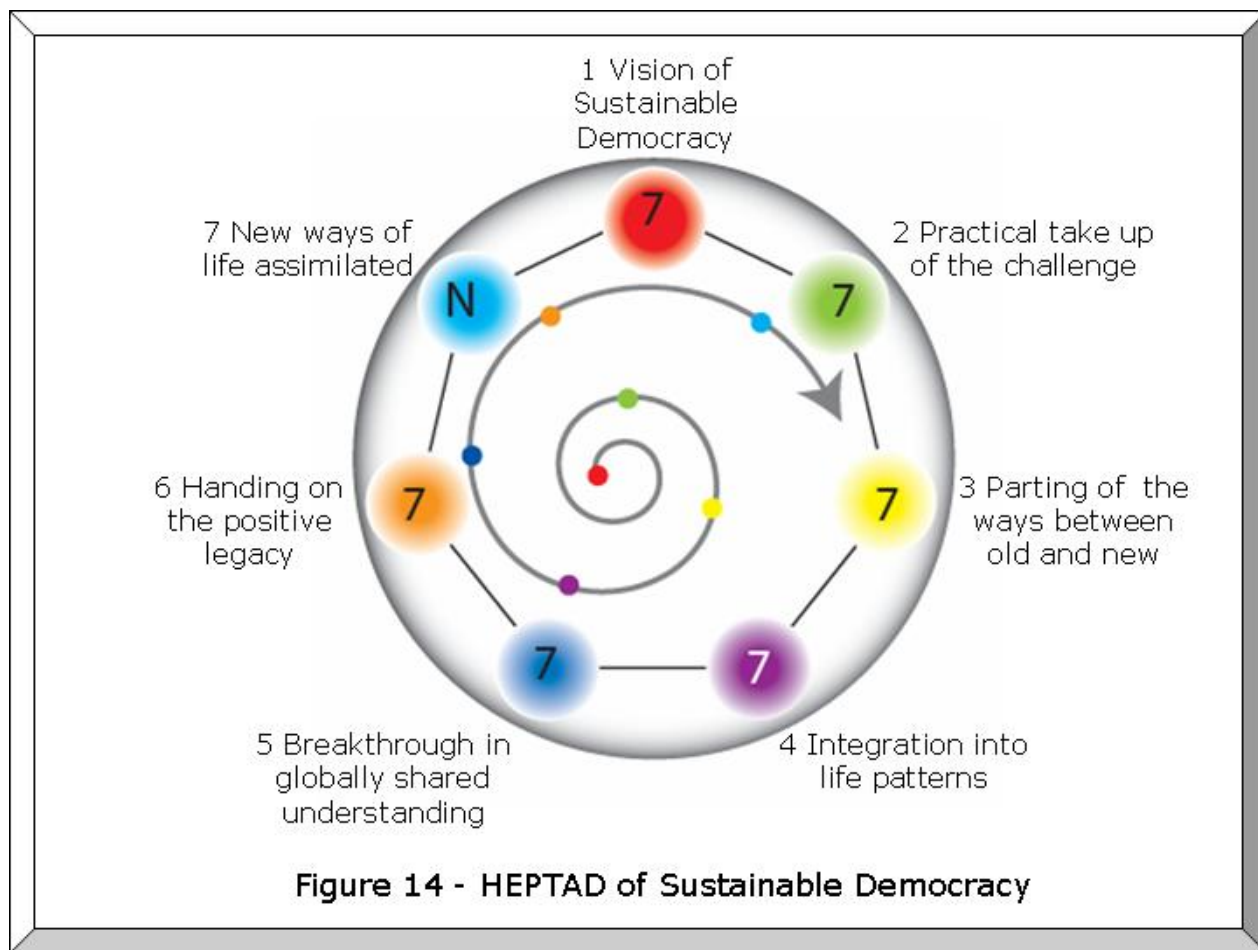 1 Vision of
Sustainable
Democracy
7
7 New ways of
life assimilated
N
2 Practical take up
of the challenge
7
6 Handing on
the positive
legacy
7
3 Parting of the
ways between
old and new
7
5 Breakthrough in
globally shared
understanding
7
4 Integration into
life patterns
7
Figure 14 - HEPTAD of Sustainable Democracy